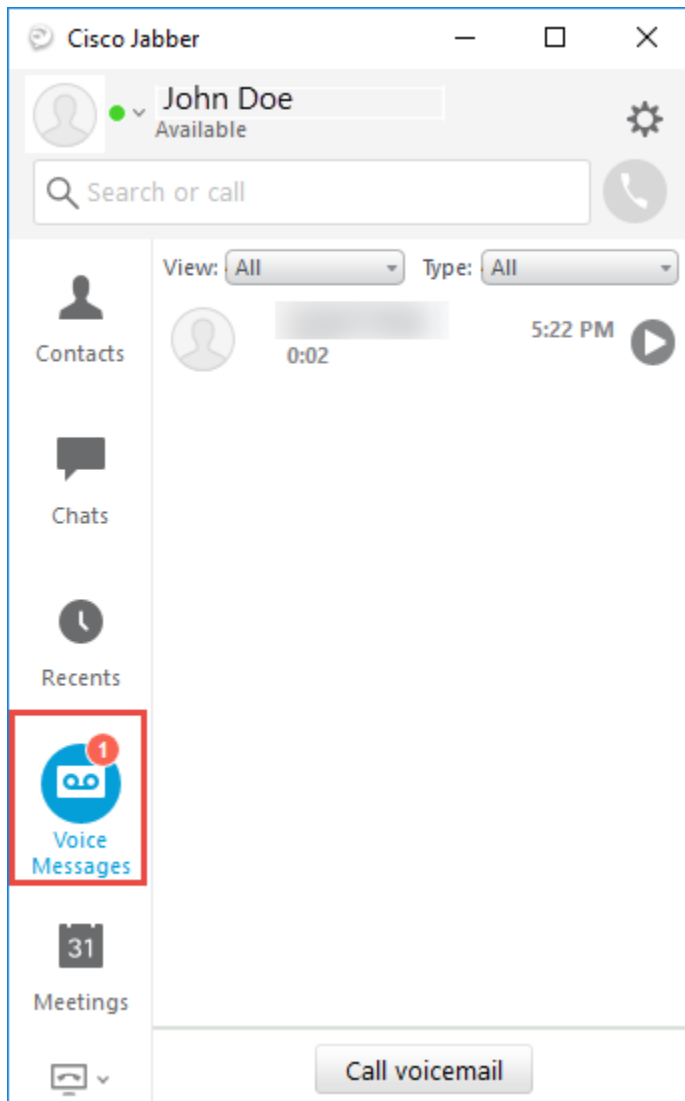 Cisco Jabber
John Doe
Available
Search or call
View: All Type: All
5:22 PM
0:02
Contacts
Chats
Recents
1
Voice
Messages
31
Meetings
Call voicemail